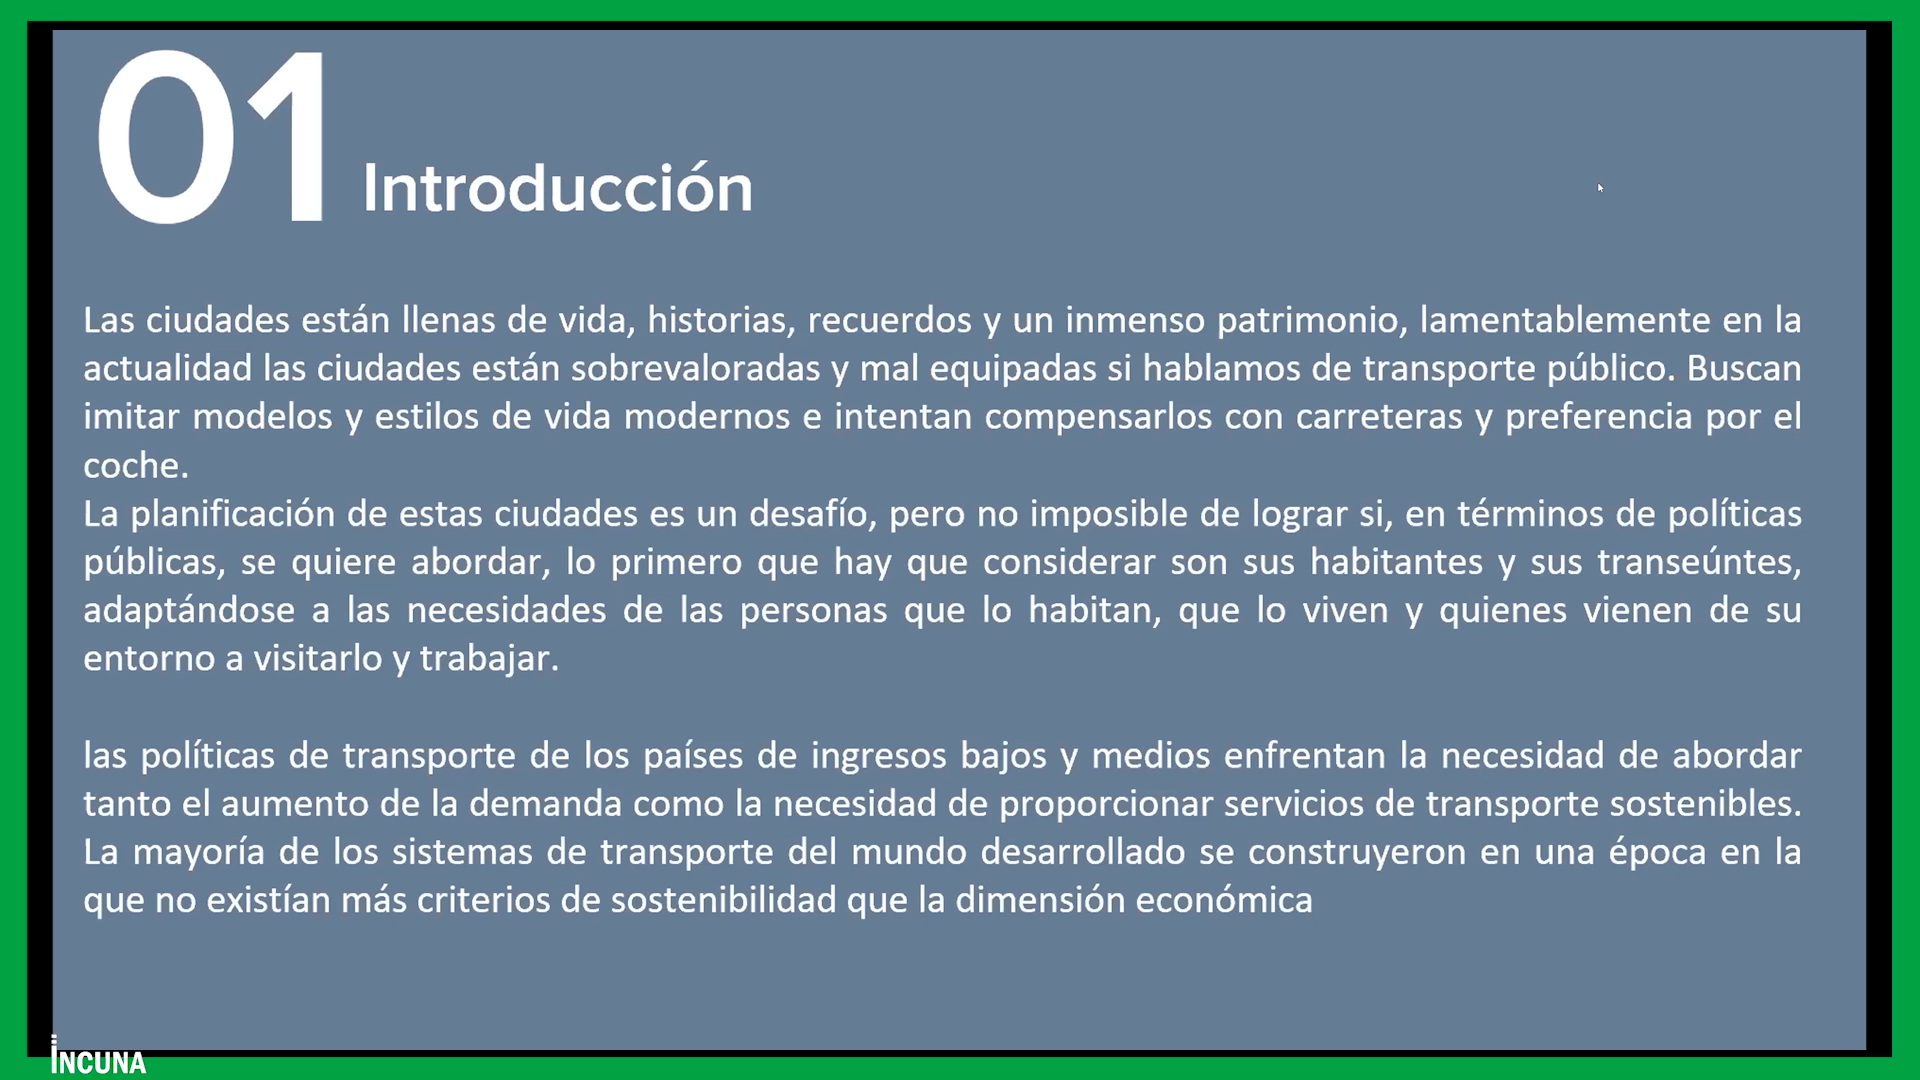 01 Introducción
Las ciudades están llenas de vida, historias, recuerdos y un inmenso patrimonio, lamentablemente en la
actualidad las ciudades están sobrevaloradas y mal equipadas si hablamos de transporte público. Buscan
imitar modelos y estilos de vida modernos e intentan compensarlos con carreteras y preferencia por el
coche.
La planificación de estas ciudades es un desafío, pero no imposible de lograr si, en términos de políticas
públicas, se quiere abordar, lo primero que hay que considerar son sus habitantes y sus transeúntes,
adaptándose a las necesidades de las personas que lo habitan, que lo viven y quienes vienen de su
entorno a visitarlo y trabajar.
las políticas de transporte de los países de ingresos bajos y medios enfrentan la necesidad de abordar
tanto el aumento de la demanda como la necesidad de proporcionar servicios de transporte sostenibles.
La mayoría de los sistemas de transporte del mundo desarrollado se construyeron en una época en la
que no existían más criterios de sostenibilidad que la dimensión económica
INCUNA